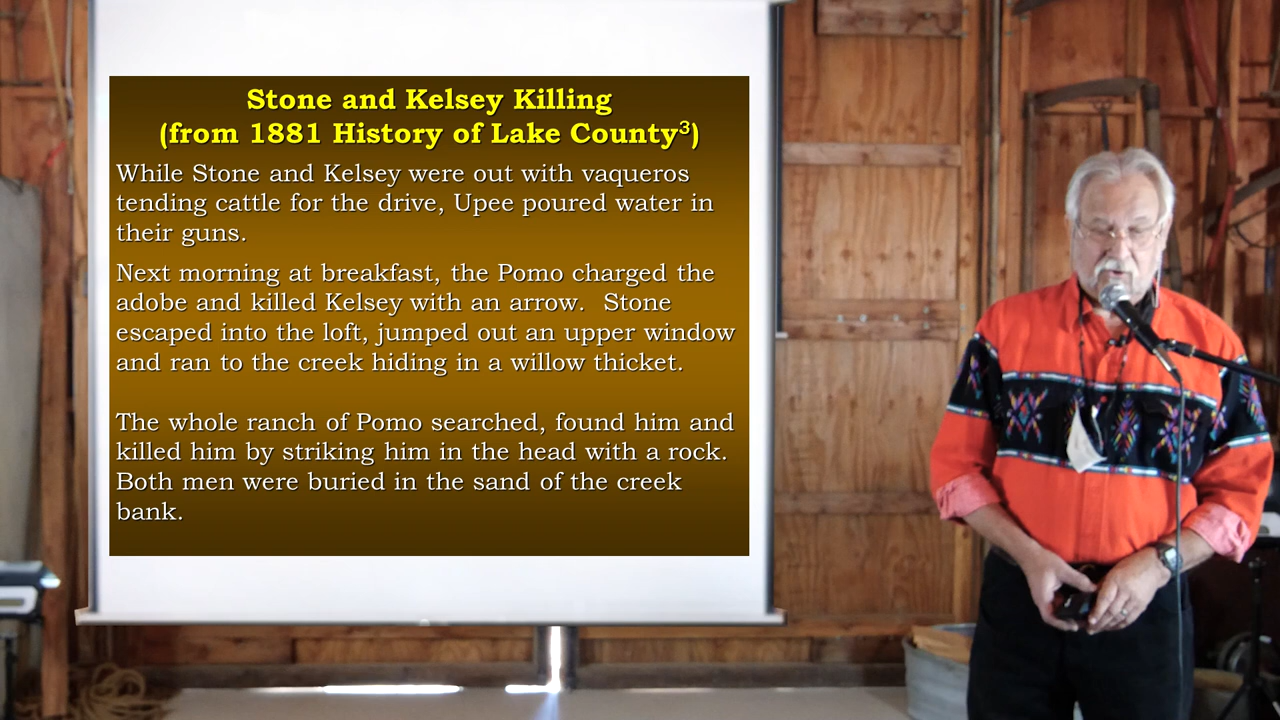 Stone and Kelsey Killing
(from 1881 History of Lake County³)
While Stone and Kelsey were out with vaqueros
tending cattle for the drive, Upee poured water in
their guns.
Next morning at breakfast, the Pomo charged the
adobe and killed Kelsey with an arrow.  Stone
escaped into the loft, jumped out an upper window
and ran to the creek hiding in a willow thicket.
The whole ranch of Pomo searched, found him and
killed him by striking him in the head with a rock.
Both men were buried in the sand of the creek
bank.